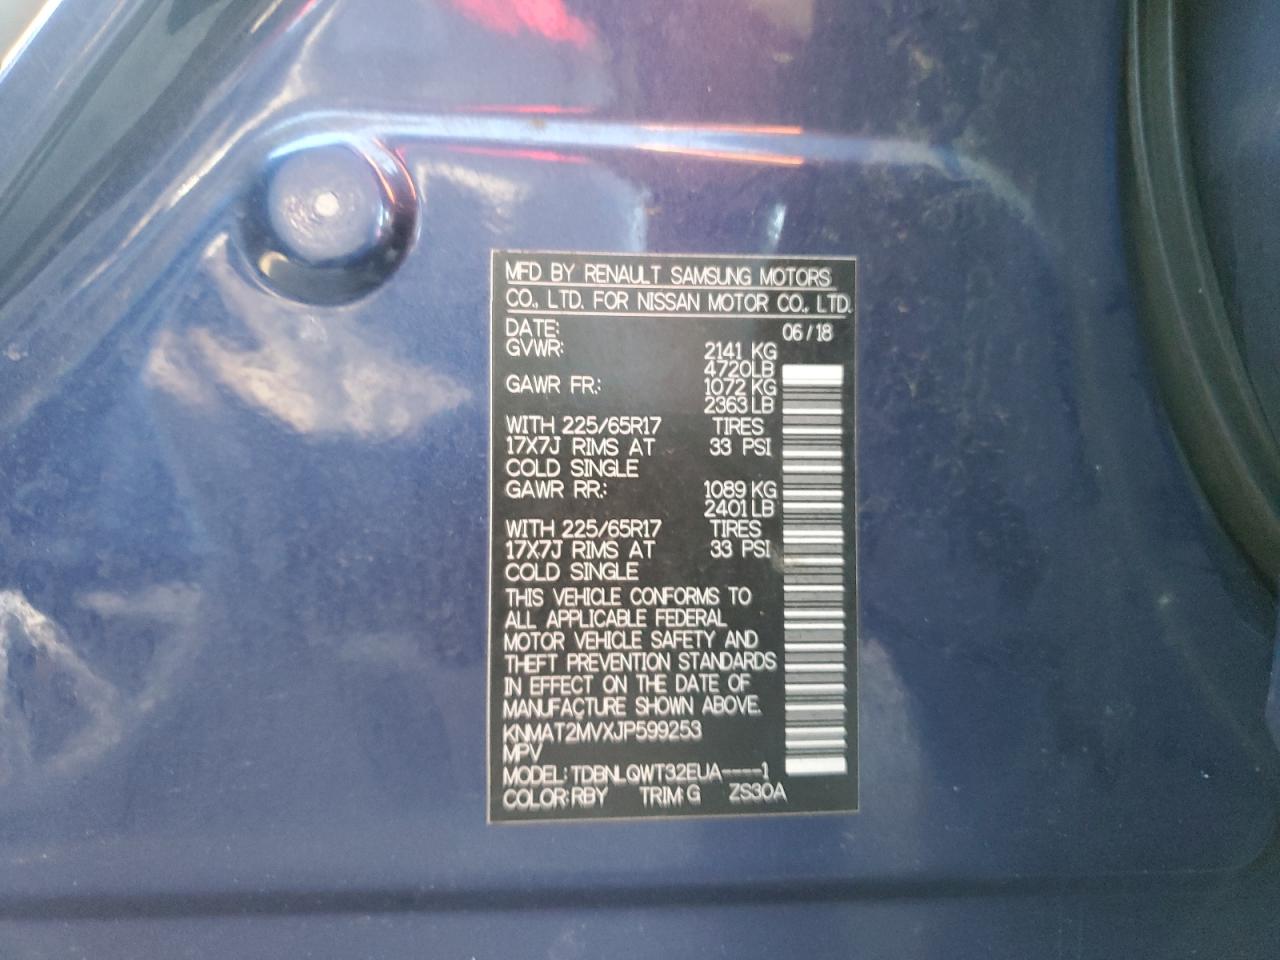 MFD BY RENAULT SAMSUNG MOTORS
CO., LTD. FOR NISSAN MOTOR CO., LTD.
DATE: 06/18
GVWR: 2141 KG
4720LB
GAWR FR.: 1072 KG
2363LB
WITH 225/65R17 TIRES
17X7J RIMS AT 33 PSI
COLD SINGLE
GAWR RR.: 1089 KG
2401LB
WITH 225/65R17 TIRES
17X7J RIMS AT 33 PSI
COLD SINGLE
THIS VEHICLE CONFORMS TO
ALL APPLICABLE FEDERAL
MOTOR VEHICLE SAFETY AND
THEFT PREVENTION STANDARDS
IN EFFECT ON THE DATE OF
MANUFACTURE SHOWN ABOVE.
KNMAT2MVXJP599253
MPV
MODEL: TDBNLQWT32EUA----1
COLOR:RBY TRIM:G ZS30A